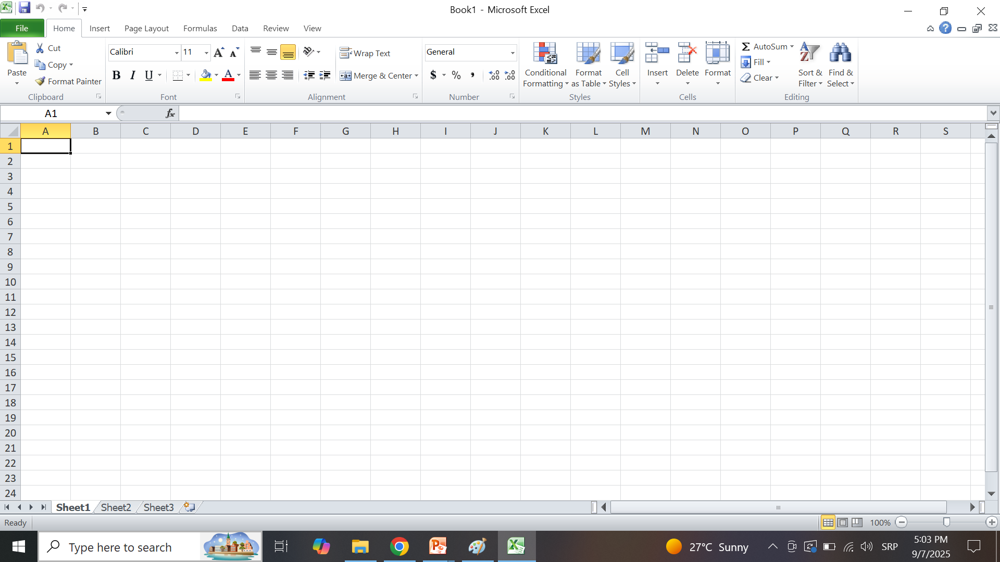 Book1 - Microsoft Excel
File Home Insert Page Layout Formulas Data Review View
Paste
Cut
Copy
Format Painter
Clipboard
Calibri 11
B I U A
Font
Wrap Text
Merge & Center
Alignment
General
$ % ,
Number
Conditional Formatting
Format as Table
Cell Styles
Styles
Insert
Delete
Format
Cells
Σ AutoSum
Fill
Clear
Sort & Filter
Find & Select
Editing
A1 fx
A B C D E F G H I J K L M N O P Q R S
1
2
3
4
5
6
7
8
9
10
11
12
13
14
15
16
17
18
19
20
21
22
23
24
Sheet1 Sheet2 Sheet3
Ready 100%
Type here to search 27°C Sunny SRP 5:03 PM
9/7/2025